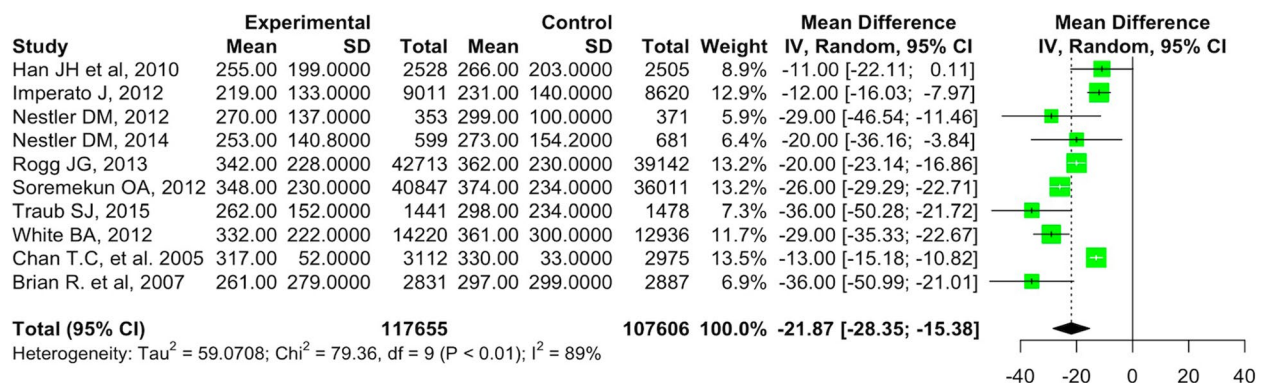 Experimental Control Mean Difference Mean Difference
Study Mean SD Total Mean SD Total Weight IV, Random, 95% CI IV, Random, 95% CI
Han JH et al, 2010 255.00 199.0000 2528 266.00 203.0000 2505 8.9% -11.00 [-22.11; 0.11]
Imperato J, 2012 219.00 133.0000 9011 231.00 140.0000 8620 12.9% -12.00 [-16.03; -7.97]
Nestler DM, 2012 270.00 137.0000 353 299.00 100.0000 371 5.9% -29.00 [-46.54; -11.46]
Nestler DM, 2014 253.00 140.8000 599 273.00 154.2000 681 6.4% -20.00 [-36.16; -3.84]
Rogg JG, 2013 342.00 228.0000 42713 362.00 230.0000 39142 13.2% -20.00 [-23.14; -16.86]
Soremekun OA, 2012 348.00 230.0000 40847 374.00 234.0000 36011 13.2% -26.00 [-29.29; -22.71]
Traub SJ, 2015 262.00 152.0000 1441 298.00 234.0000 1478 7.3% -36.00 [-50.28; -21.72]
White BA, 2012 332.00 222.0000 14220 361.00 300.0000 12936 11.7% -29.00 [-35.33; -22.67]
Chan T.C, et al. 2005 317.00 52.0000 3112 330.00 33.0000 2975 13.5% -13.00 [-15.18; -10.82]
Brian R. et al, 2007 261.00 279.0000 2831 297.00 299.0000 2887 6.9% -36.00 [-50.99; -21.01]
Total (95% CI) 117655 107606 100.0% -21.87 [-28.35; -15.38]
Heterogeneity: Tau² = 59.0708; Chi² = 79.36, df = 9 (P < 0.01); I² = 89%
-40 -20 0 20 40